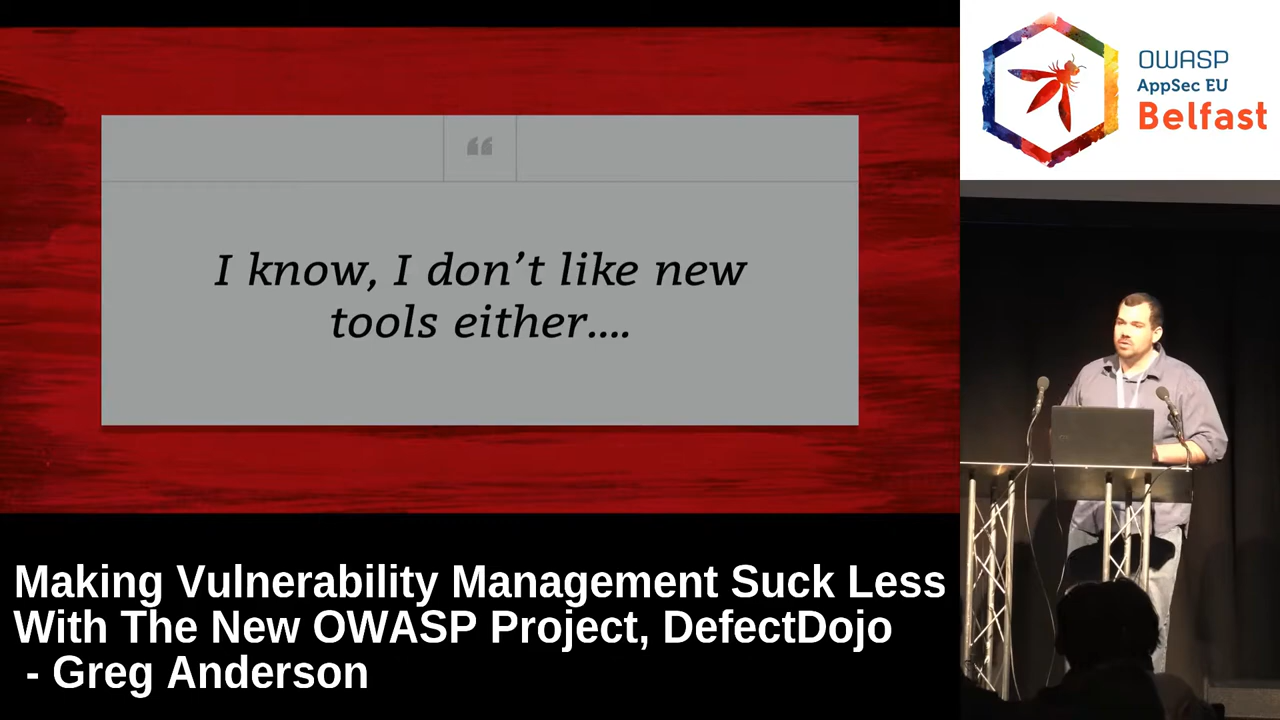 “
I know, I don’t like new
tools either....
OWASP
AppSec EU
Belfast
Making Vulnerability Management Suck Less
With The New OWASP Project, DefectDojo
- Greg Anderson